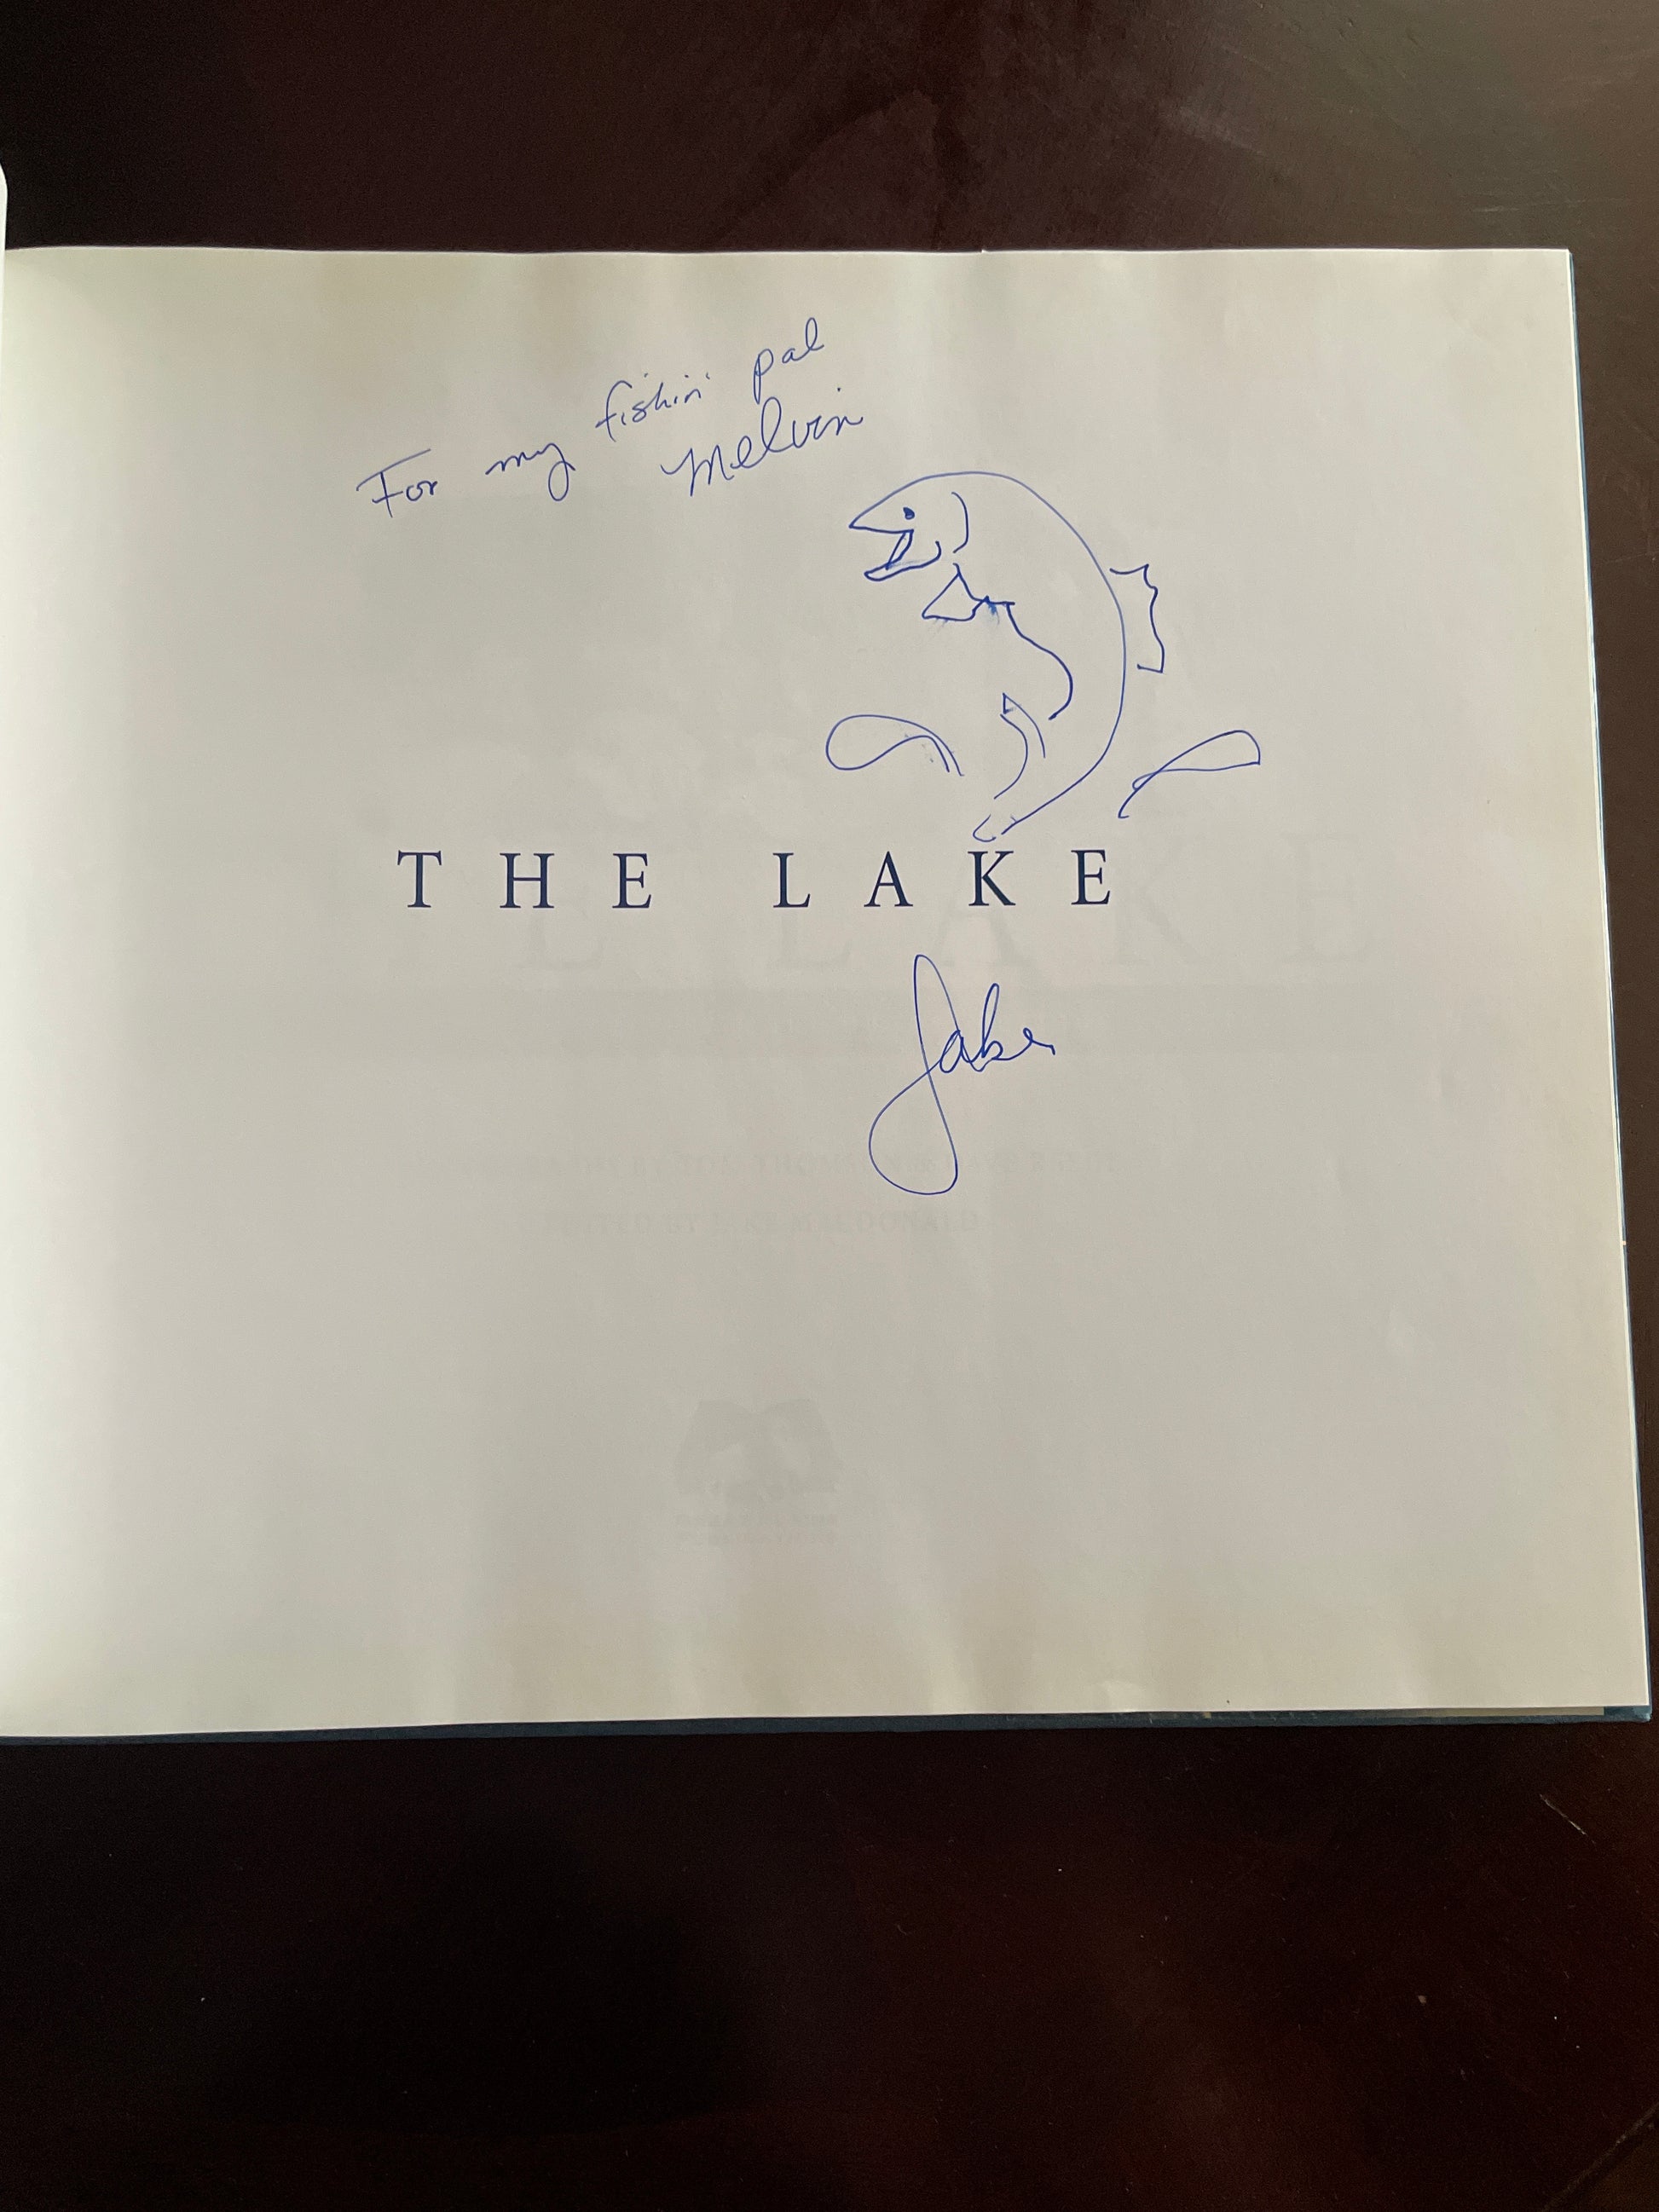 For my fishin' pal
Melvin
THE LAKE
Jake